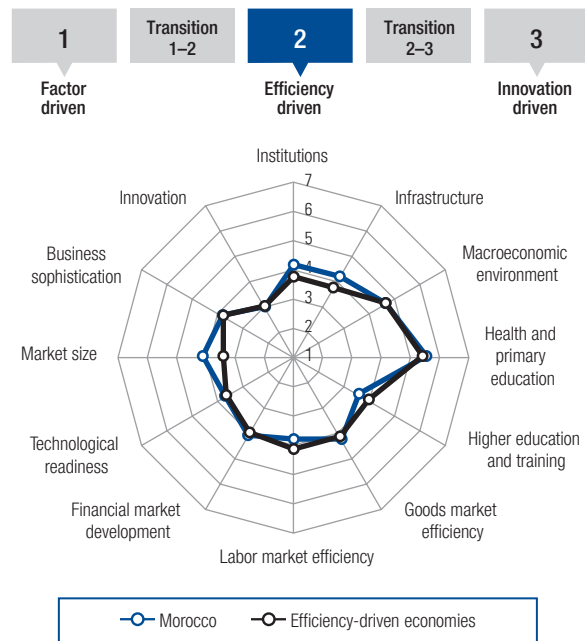 1
Transition
1–2
2
Transition
2–3
3
Factor
driven
Efficiency
driven
Innovation
driven
Institutions
7
6
5
4
3
2
1
Infrastructure
Macroeconomic
environment
Health and
primary
education
Higher education
and training
Goods market
efficiency
Labor market efficiency
Financial market
development
Technological
readiness
Market size
Business
sophistication
Innovation
Morocco
Efficiency-driven economies